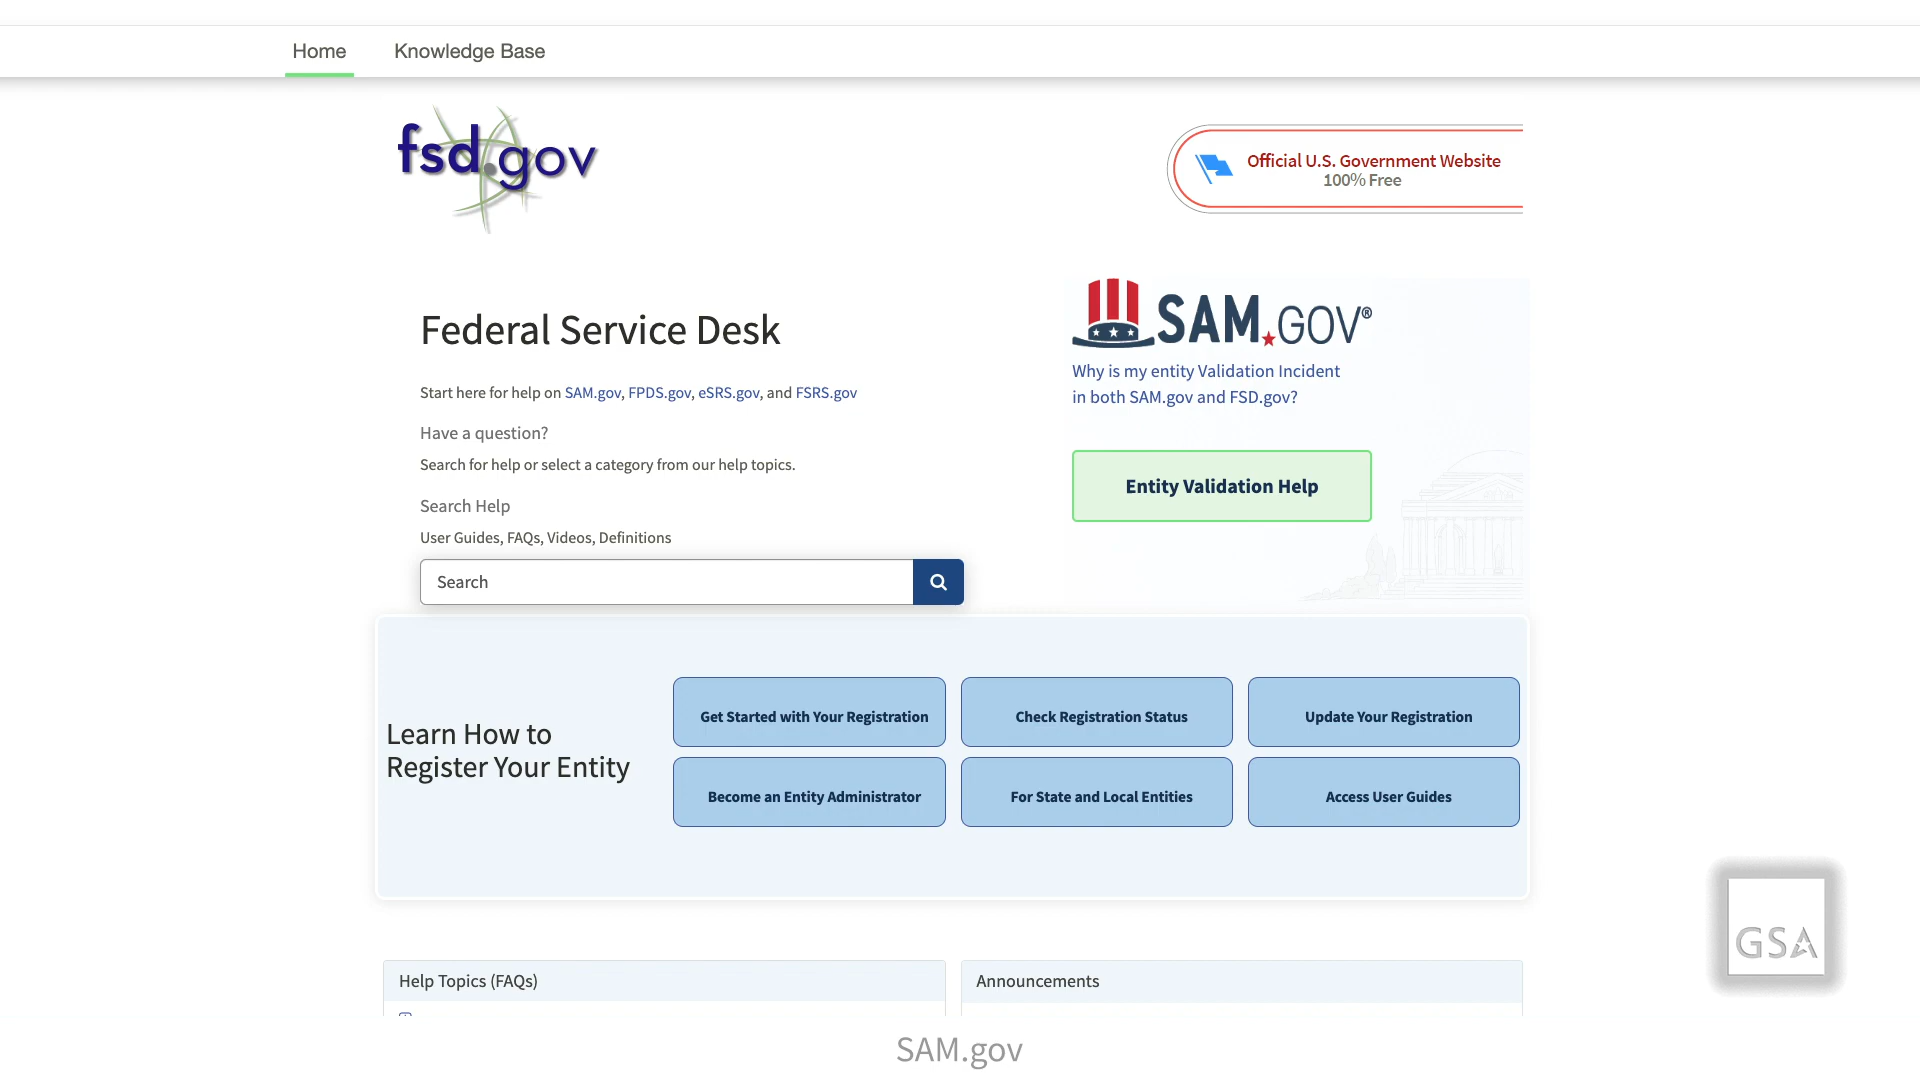 Home
Knowledge Base
fsd.gov
Official U.S. Government Website
100% Free
Federal Service Desk
SAM.GOV®
Why is my entity Validation Incident
in both SAM.gov and FSD.gov?
Start here for help on SAM.gov, FPDS.gov, eSRS.gov, and FSRS.gov
Have a question?
Search for help or select a category from our help topics.
Entity Validation Help
Search Help
User Guides, FAQs, Videos, Definitions
Search
Learn How to
Register Your Entity
Get Started with Your Registration
Check Registration Status
Update Your Registration
Become an Entity Administrator
For State and Local Entities
Access User Guides
GSA
Help Topics (FAQs)
Announcements
SAM.gov